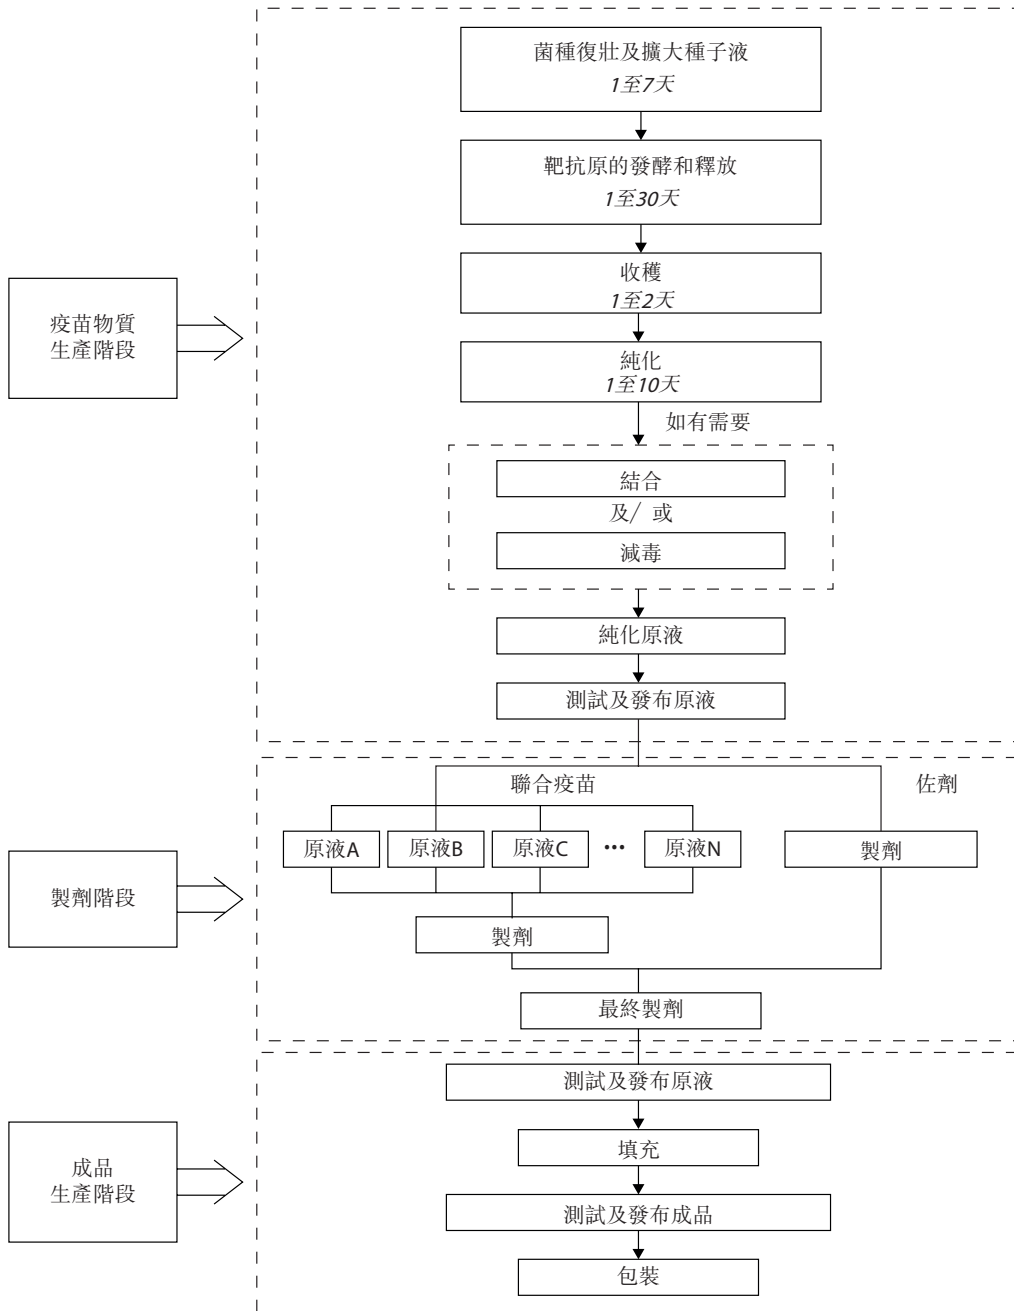 菌種復壯及擴大種子液
1至7天
靶抗原的發酵和釋放
1至30天
收穫
1至2天
疫苗物質
生產階段
純化
1至10天
如有需要
結合
及/ 或
減毒
純化原液
測試及發布原液
聯合疫苗
佐劑
原液A
原液B
原液C
•••
原液N
製劑
製劑階段
製劑
最終製劑
測試及發布原液
填充
成品
生產階段
測試及發布成品
包裝